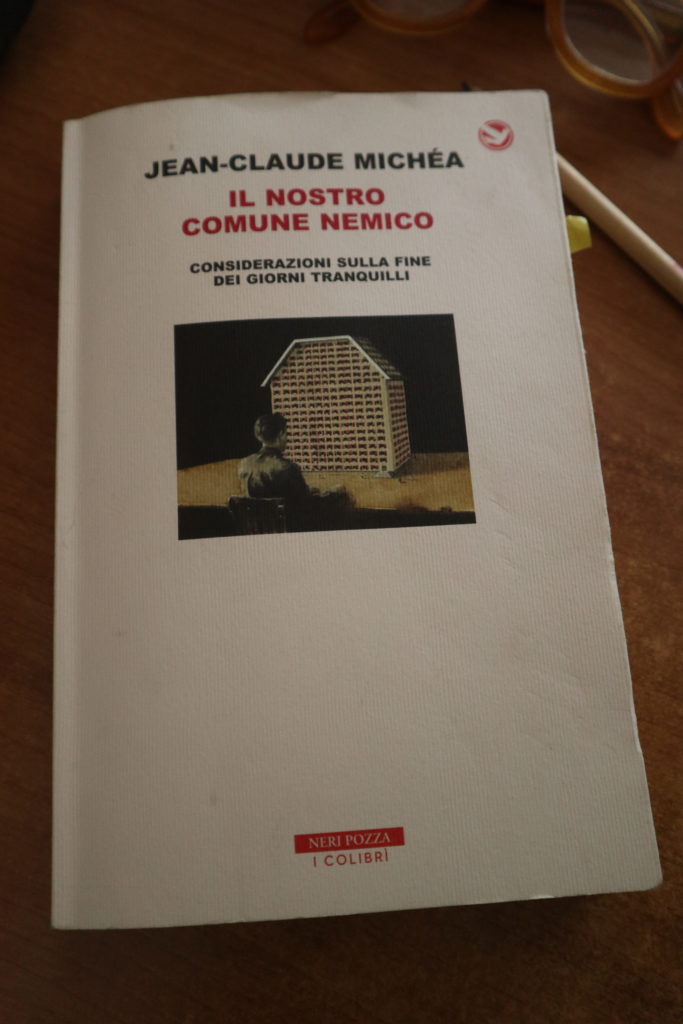 JEAN-CLAUDE MICHÉA
IL NOSTRO
COMUNE NEMICO
CONSIDERAZIONI SULLA FINE
DEI GIORNI TRANQUILLI
NERI POZZA
I COLIBRÌ